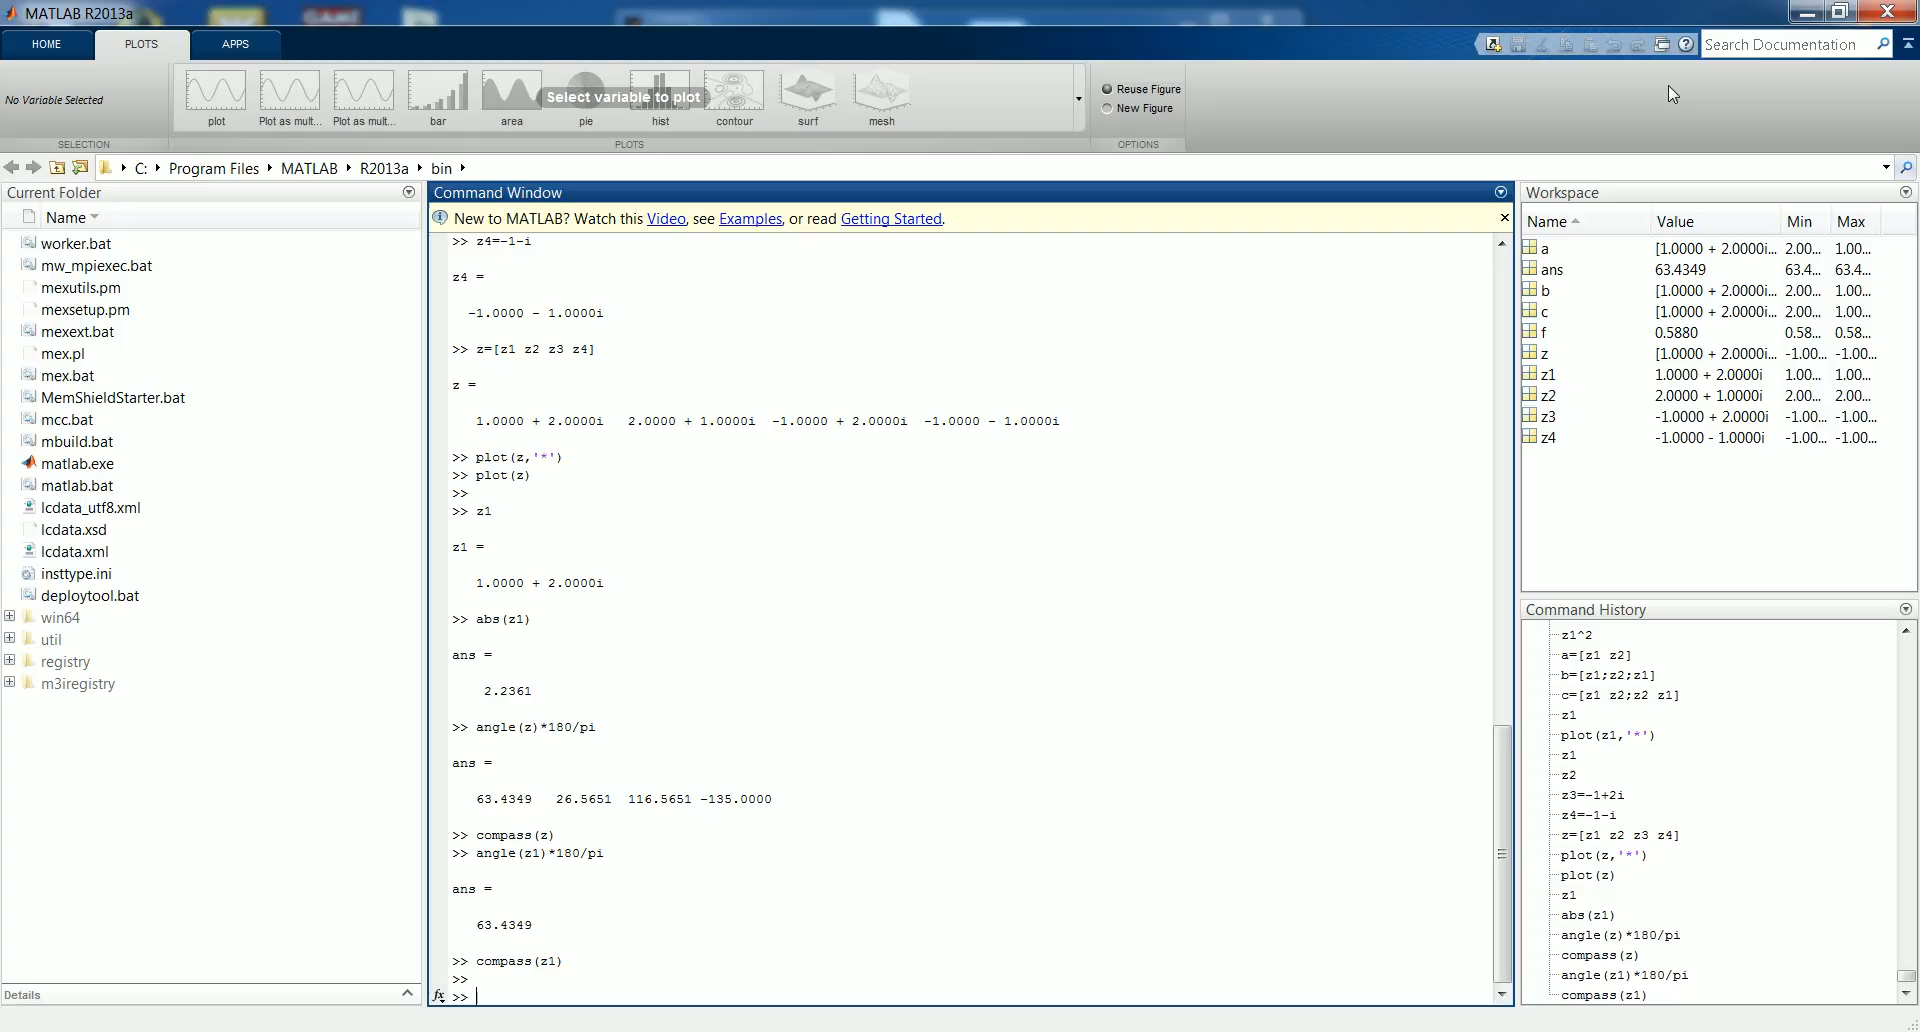 MATLAB R2013a
HOME PLOTS APPS
Search Documentation
No Variable Selected
Select variable to plot
plot Plot as mult... Plot as mult... bar area pie hist contour surf mesh
Reuse Figure
New Figure
SELECTION PLOTS OPTIONS
C: Program Files MATLAB R2013a bin
Current Folder
Name
worker.bat
mw_mpiexec.bat
mexutils.pm
mexsetup.pm
mexext.bat
mex.pl
mex.bat
MemShieldStarter.bat
mcc.bat
mbuild.bat
matlab.exe
matlab.bat
lcdata_utf8.xml
lcdata.xsd
lcdata.xml
insttype.ini
deploytool.bat
win64
util
registry
m3iregistry
Details
Command Window
New to MATLAB? Watch this Video, see Examples, or read Getting Started.
>> z4=-1-i
z4 =
-1.0000 - 1.0000i
>> z=[z1 z2 z3 z4]
z =
1.0000 + 2.0000i 2.0000 + 1.0000i -1.0000 + 2.0000i -1.0000 - 1.0000i
>> plot(z,'*')
>> plot(z)
>>
>> z1
z1 =
1.0000 + 2.0000i
>> abs(z1)
ans =
2.2361
>> angle(z)*180/pi
ans =
63.4349 26.5651 116.5651 -135.0000
>> compass(z)
>> angle(z1)*180/pi
ans =
63.4349
>> compass(z1)
>>
fx >>
Workspace
Name Value Min Max
a [1.0000 + 2.0000i... 2.00... 1.00...
ans 63.4349 63.4... 63.4...
b [1.0000 + 2.0000i... 2.00... 1.00...
c [1.0000 + 2.0000i... 2.00... 1.00...
f 0.5880 0.58... 0.58...
z [1.0000 + 2.0000i... -1.00... -1.00...
z1 1.0000 + 2.0000i 1.00... 1.00...
z2 2.0000 + 1.0000i 2.00... 2.00...
z3 -1.0000 + 2.0000i -1.00... -1.00...
z4 -1.0000 - 1.0000i -1.00... -1.00...
Command History
z1^2
a=[z1 z2]
b=[z1;z2;z1]
c=[z1 z2;z2 z1]
z1
plot(z1,'*')
z1
z2
z3=-1+2i
z4=-1-i
z=[z1 z2 z3 z4]
plot(z,'*')
plot(z)
z1
abs(z1)
angle(z)*180/pi
compass(z)
angle(z1)*180/pi
compass(z1)